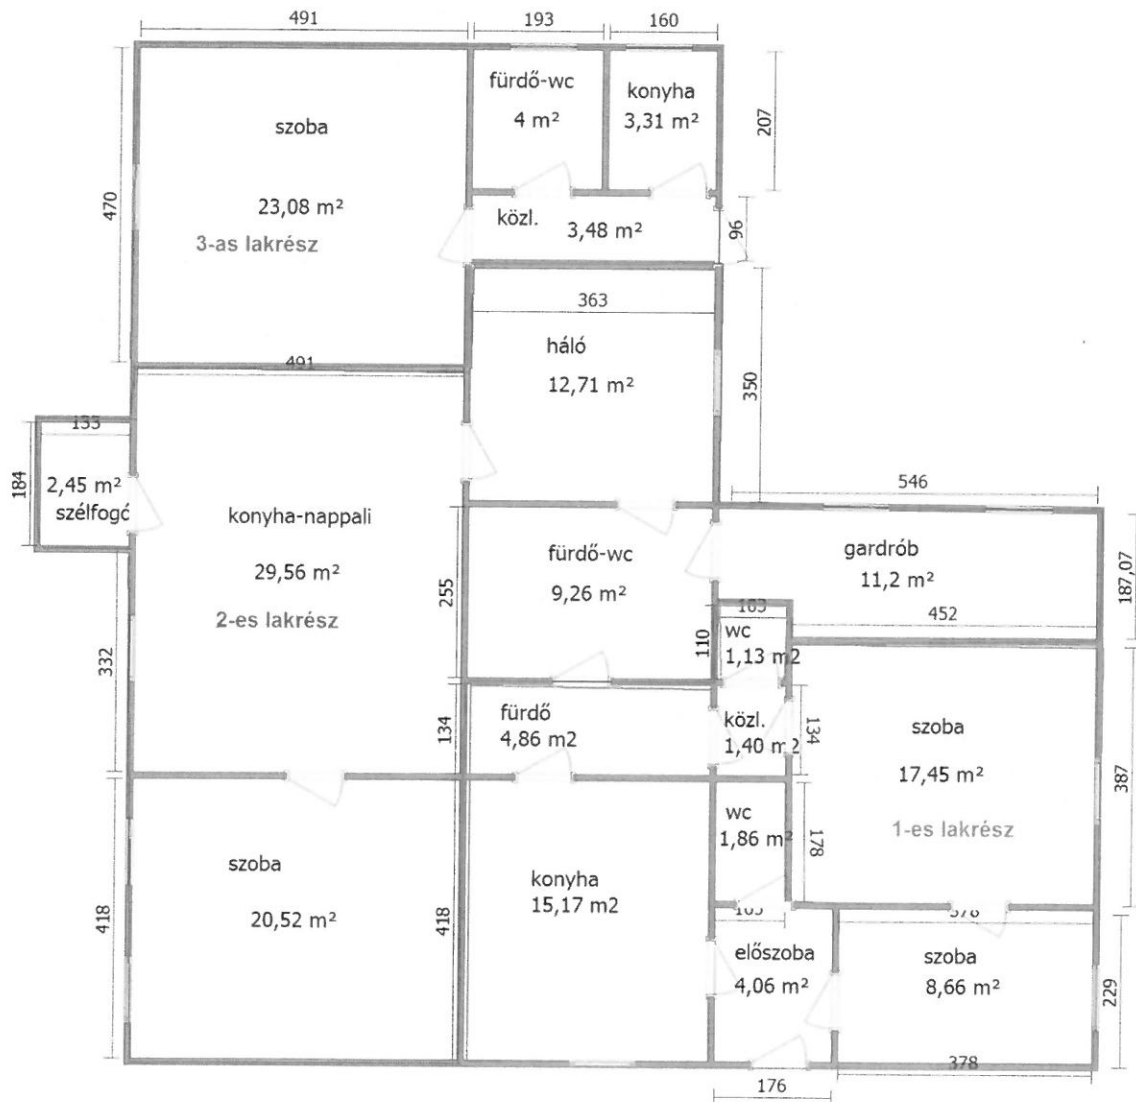 491
193
160
fürdő-wc
4 m²
konyha
3,31 m²
207
szoba
23,08 m²
3-as lakrész
470
közl.
3,48 m²
96
363
háló
12,71 m²
350
491
133
184
2,45 m²
szélfogó
546
konyha-nappali
29,56 m²
2-es lakrész
255
fürdő-wc
9,26 m²
gardrób
11,2 m²
187,07
452
110
wc
1,13 m2
332
134
fürdő
4,86 m2
közl.
1,40 m2
134
szoba
17,45 m²
1-es lakrész
387
wc
1,86 m²
178
szoba
20,52 m²
418
418
konyha
15,17 m2
előszoba
4,06 m²
szoba
8,66 m²
229
378
176